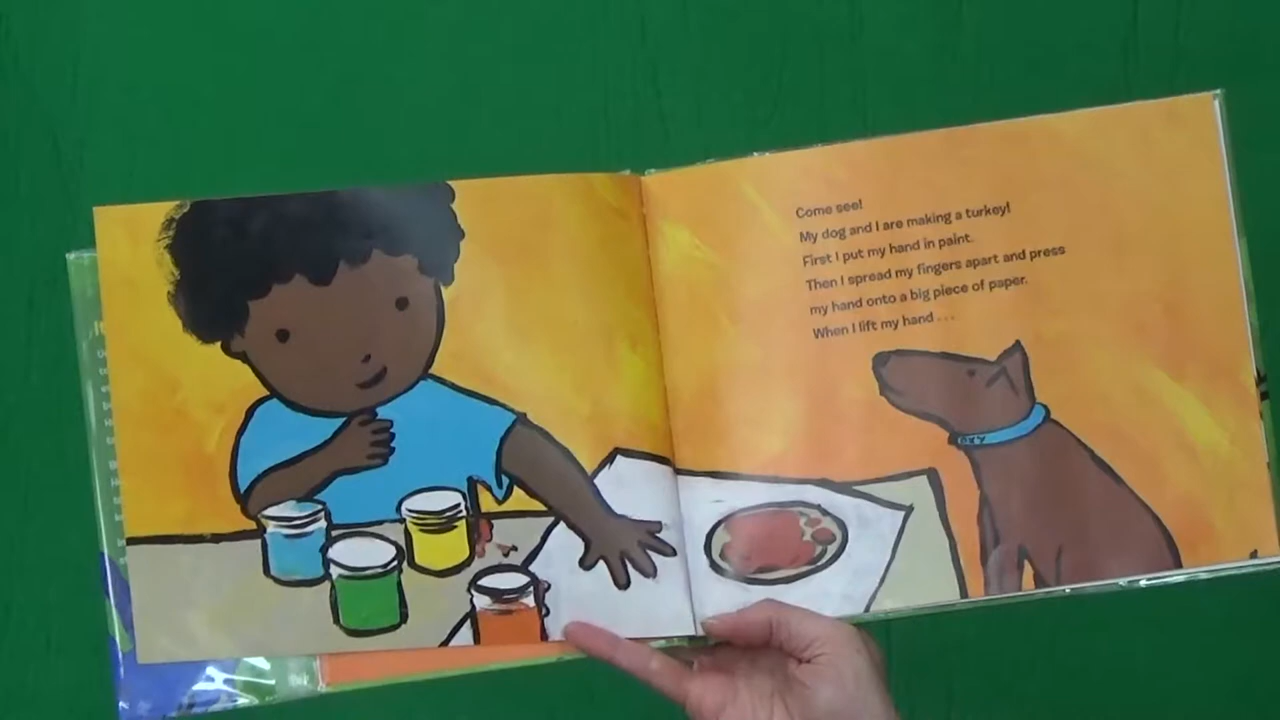 Come see!
My dog and I are making a turkey!
First I put my hand in paint.
Then I spread my fingers apart and press
my hand onto a big piece of paper.
When I lift my hand . . .